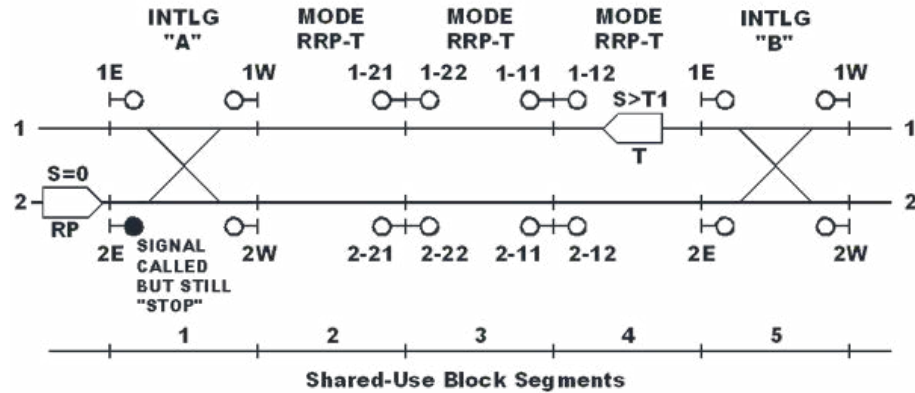 INTLG "A"
MODE RRP-T
MODE RRP-T
MODE RRP-T
INTLG "B"
1E 1W 1-21 1-22 1-11 1-12 1E 1W
S>T1
1 1
T
S=0
2 2
RP
2E 2W 2-21 2-22 2-11 2-12 2E 2W
SIGNAL
CALLED
BUT STILL
"STOP"
1 2 3 4 5
Shared-Use Block Segments